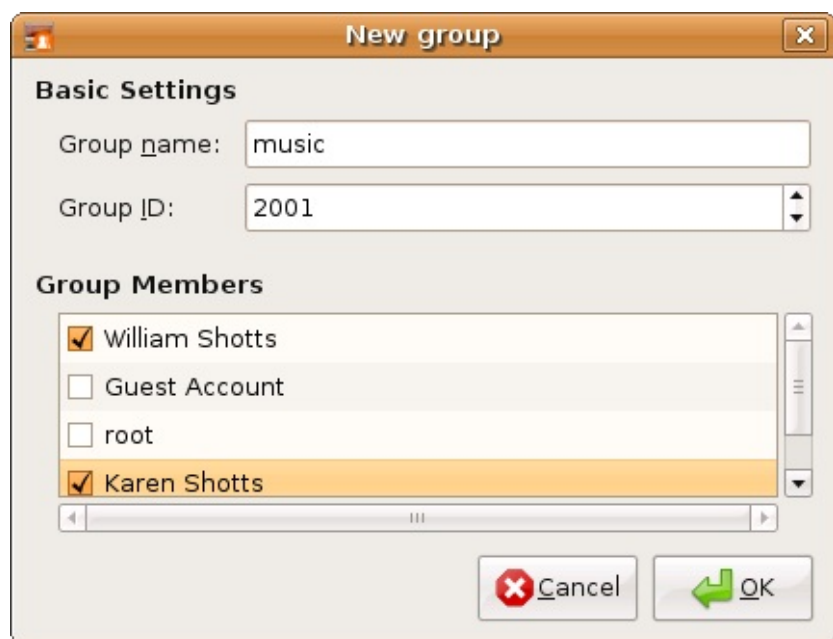 New group
Basic Settings
Group name: music
Group ID: 2001
Group Members
William Shotts
Guest Account
root
Karen Shotts
Cancel OK